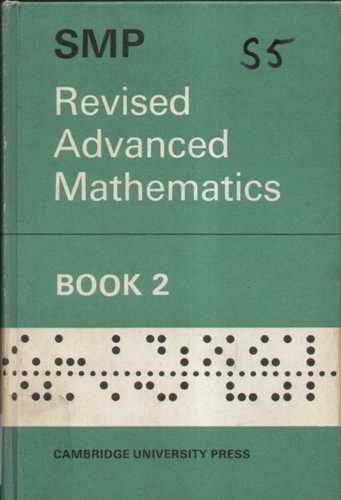 SMP
S5
Revised
Advanced
Mathematics
BOOK 2
CAMBRIDGE UNIVERSITY PRESS